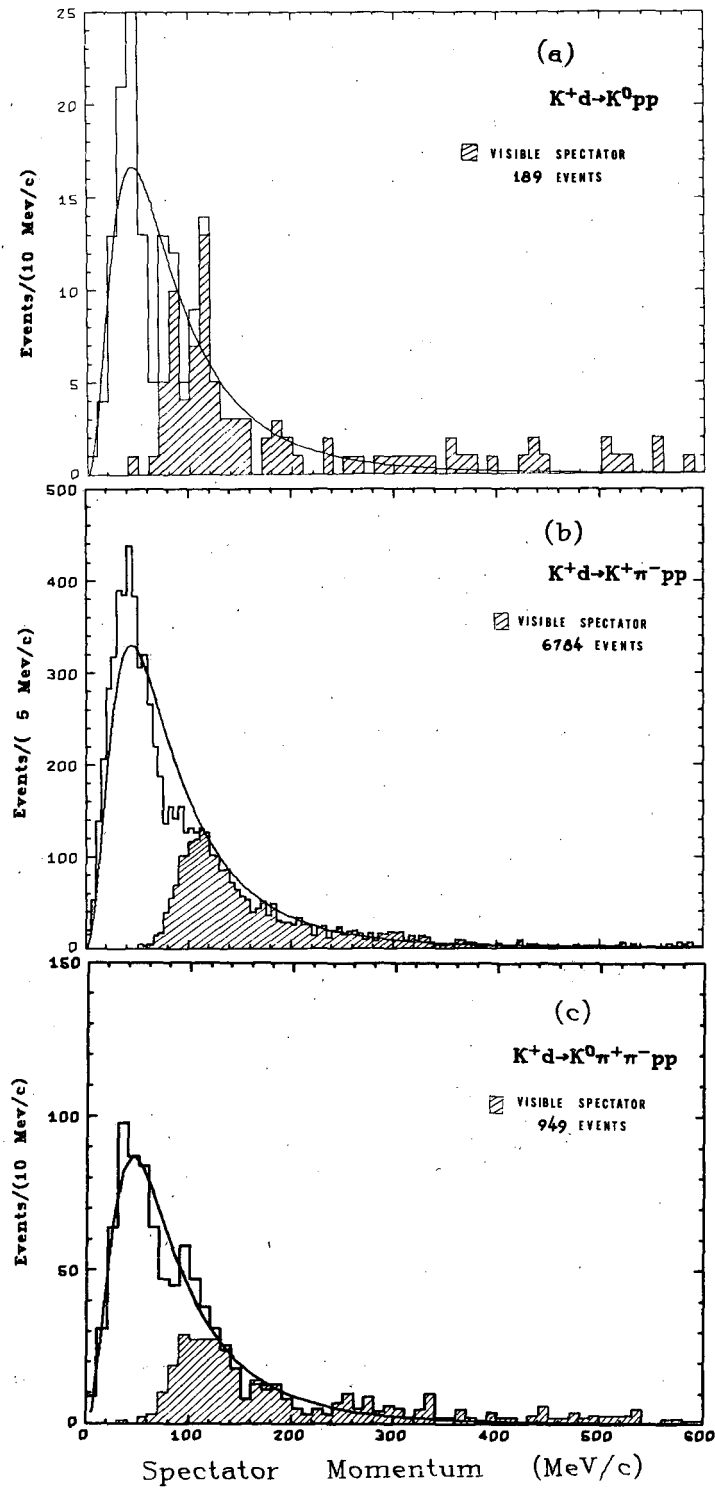 25
(a)
K⁺d→K⁰pp
20
VISIBLE SPECTATOR
189 EVENTS
15
Events/(10 Mev/c)
10
5
0
500
(b)
K⁺d→K⁺π⁻pp
400
VISIBLE SPECTATOR
6784 EVENTS
300
Events/( 5 Mev/c)
200
100
0
150
(c)
K⁺d→K⁰π⁺π⁻pp
VISIBLE SPECTATOR
949 EVENTS
100
Events/(10 Mev/c)
50
0
0 100 200 300 400 500 600
Spectator Momentum (MeV/c)